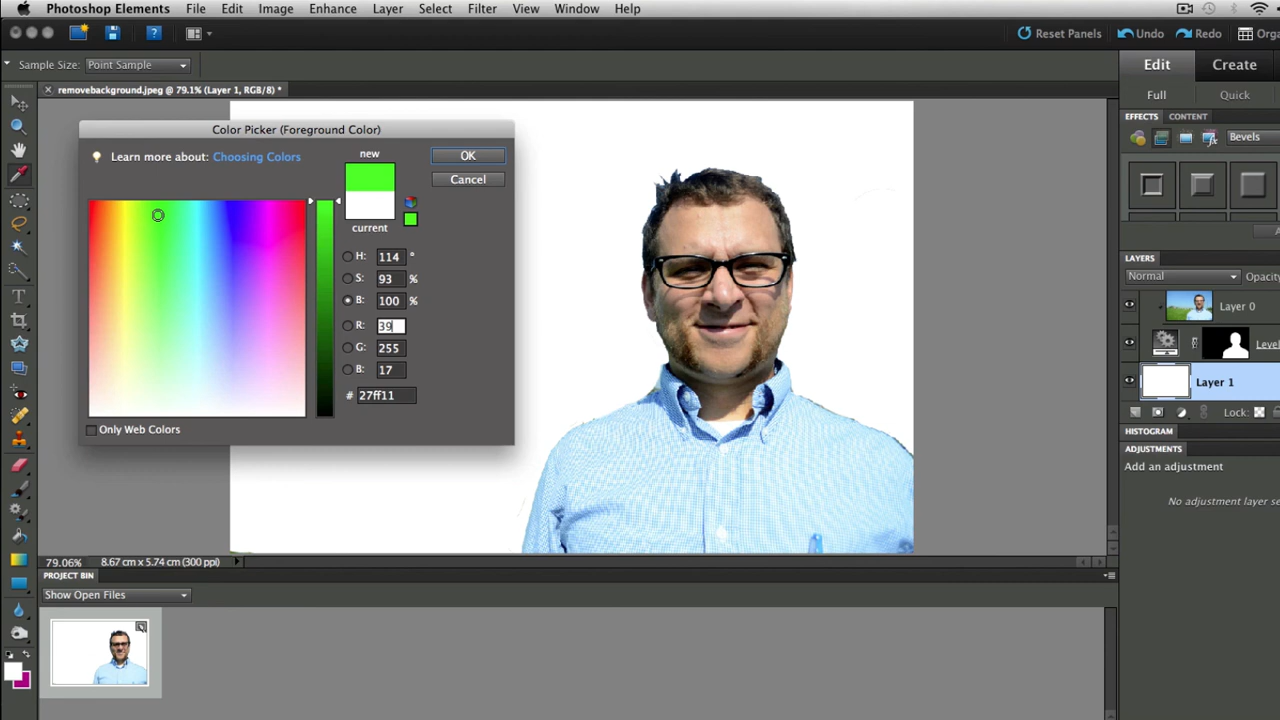 Photoshop Elements File Edit Image Enhance Layer Select Filter View Window Help
? Reset Panels Undo Redo
Sample Size: Point Sample Edit Create
removebackground.jpeg @ 79.1% (Layer 1, RGB/8) * Full Quick
EFFECTS CONTENT
Bevels
Color Picker (Foreground Color)
Learn more about: Choosing Colors
new
OK
Cancel
current
H: 114 °
S: 93 %
B: 100 %
R: 39
G: 255
B: 17
# 27ff11
Only Web Colors
LAYERS
Normal
Layer 0
Layer 1
Lock:
HISTOGRAM
ADJUSTMENTS
Add an adjustment
No adjustment layer
79.06% 8.67 cm x 5.74 cm (300 ppi)
PROJECT BIN
Show Open Files